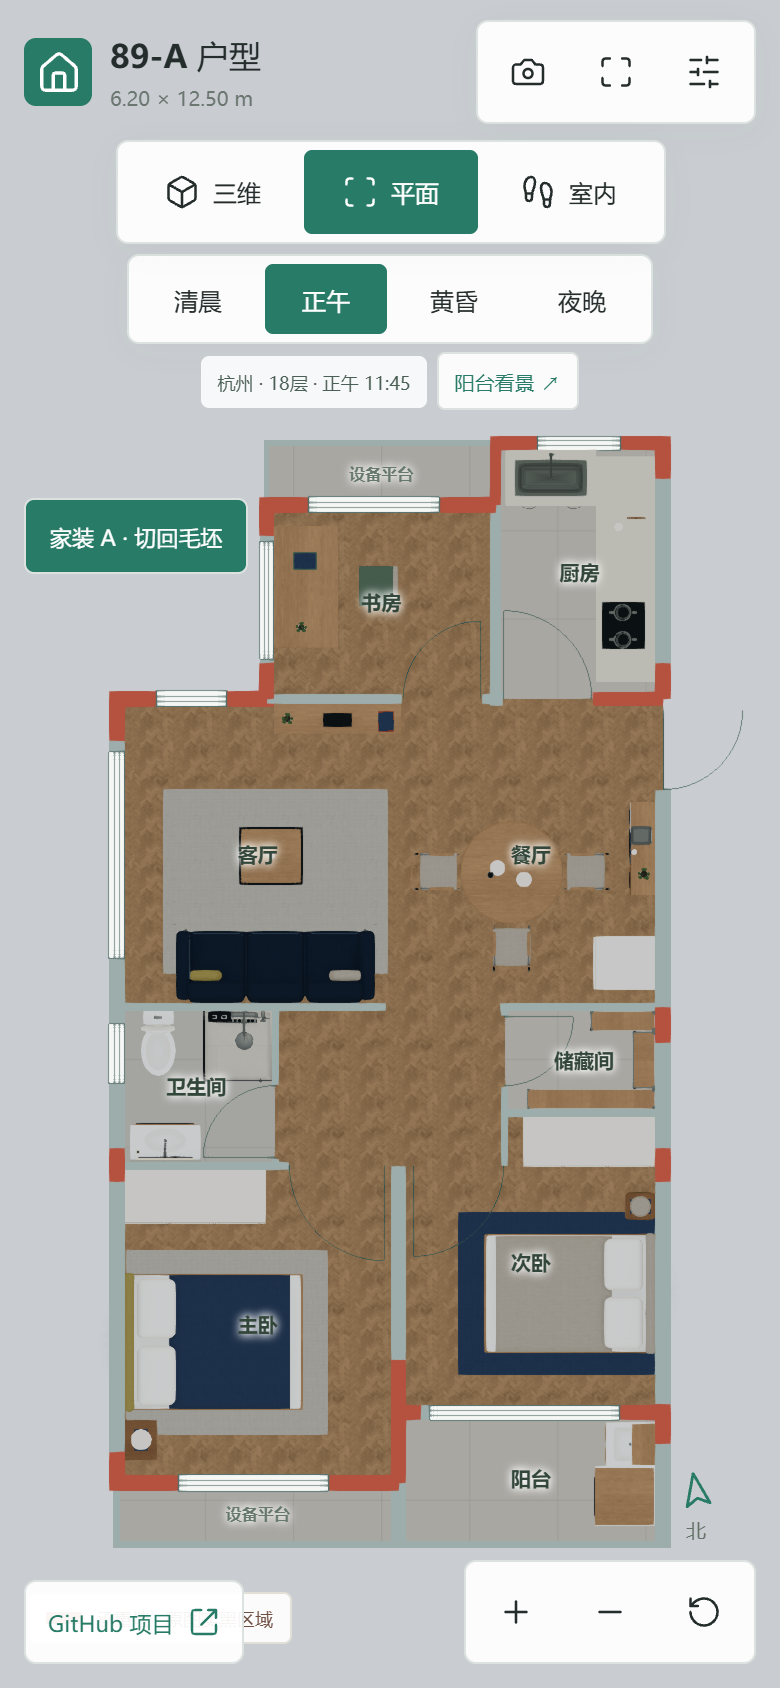 89-A 户型
6.20 × 12.50 m
三维
平面
室内
清晨
正午
黄昏
夜晚
杭州 · 18层 · 正午 11:45
阳台看景 ↗
家装 A · 切回毛坯
设备平台
书房
厨房
客厅
餐厅
卫生间
储藏间
次卧
主卧
阳台
设备平台
北
GitHub 项目
区域